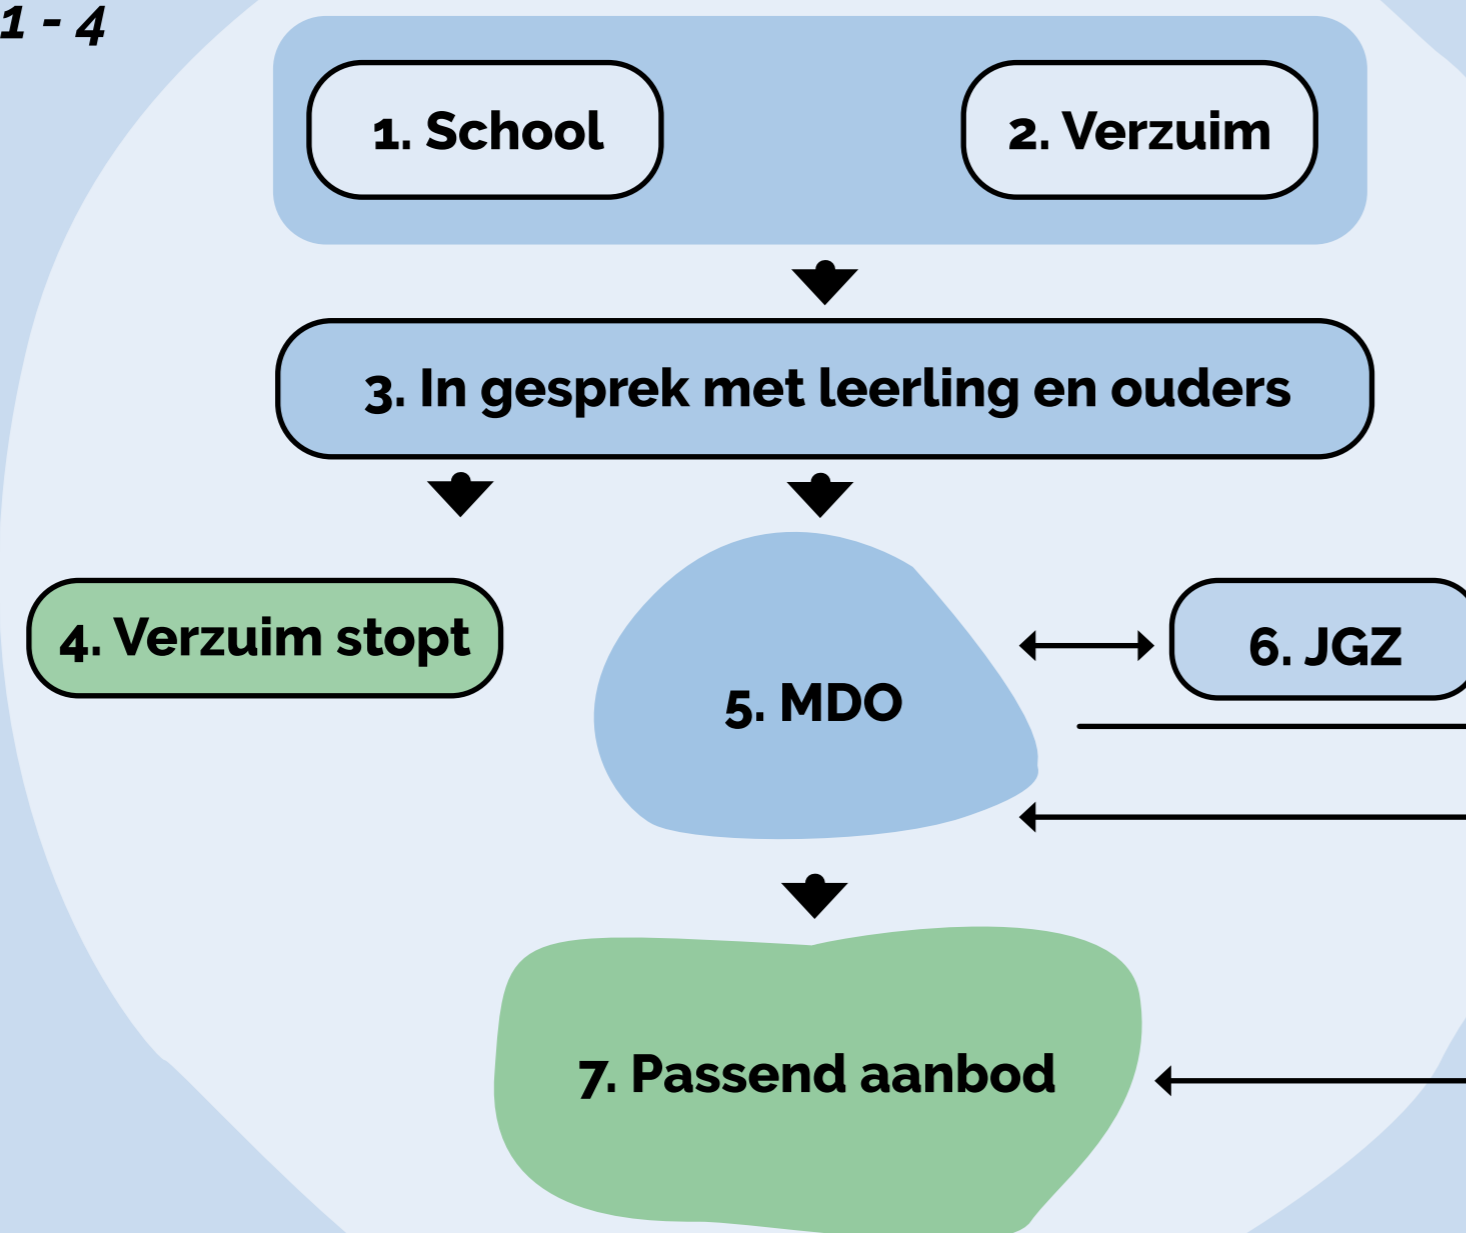 1 - 4
1. School
2. Verzuim
3. In gesprek met leerling en ouders
4. Verzuim stopt
5. MDO
6. JGZ
7. Passend aanbod